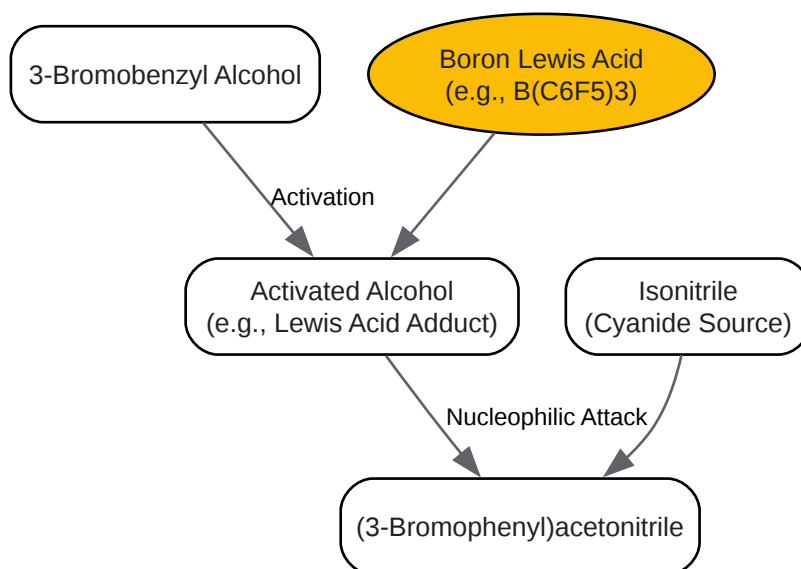 3-Bromobenzyl Alcohol
Boron Lewis Acid
(e.g., B(C6F5)3)
Activation
Activated Alcohol
(e.g., Lewis Acid Adduct)
Isonitrile
(Cyanide Source)
Nucleophilic Attack
(3-Bromophenyl)acetonitrile